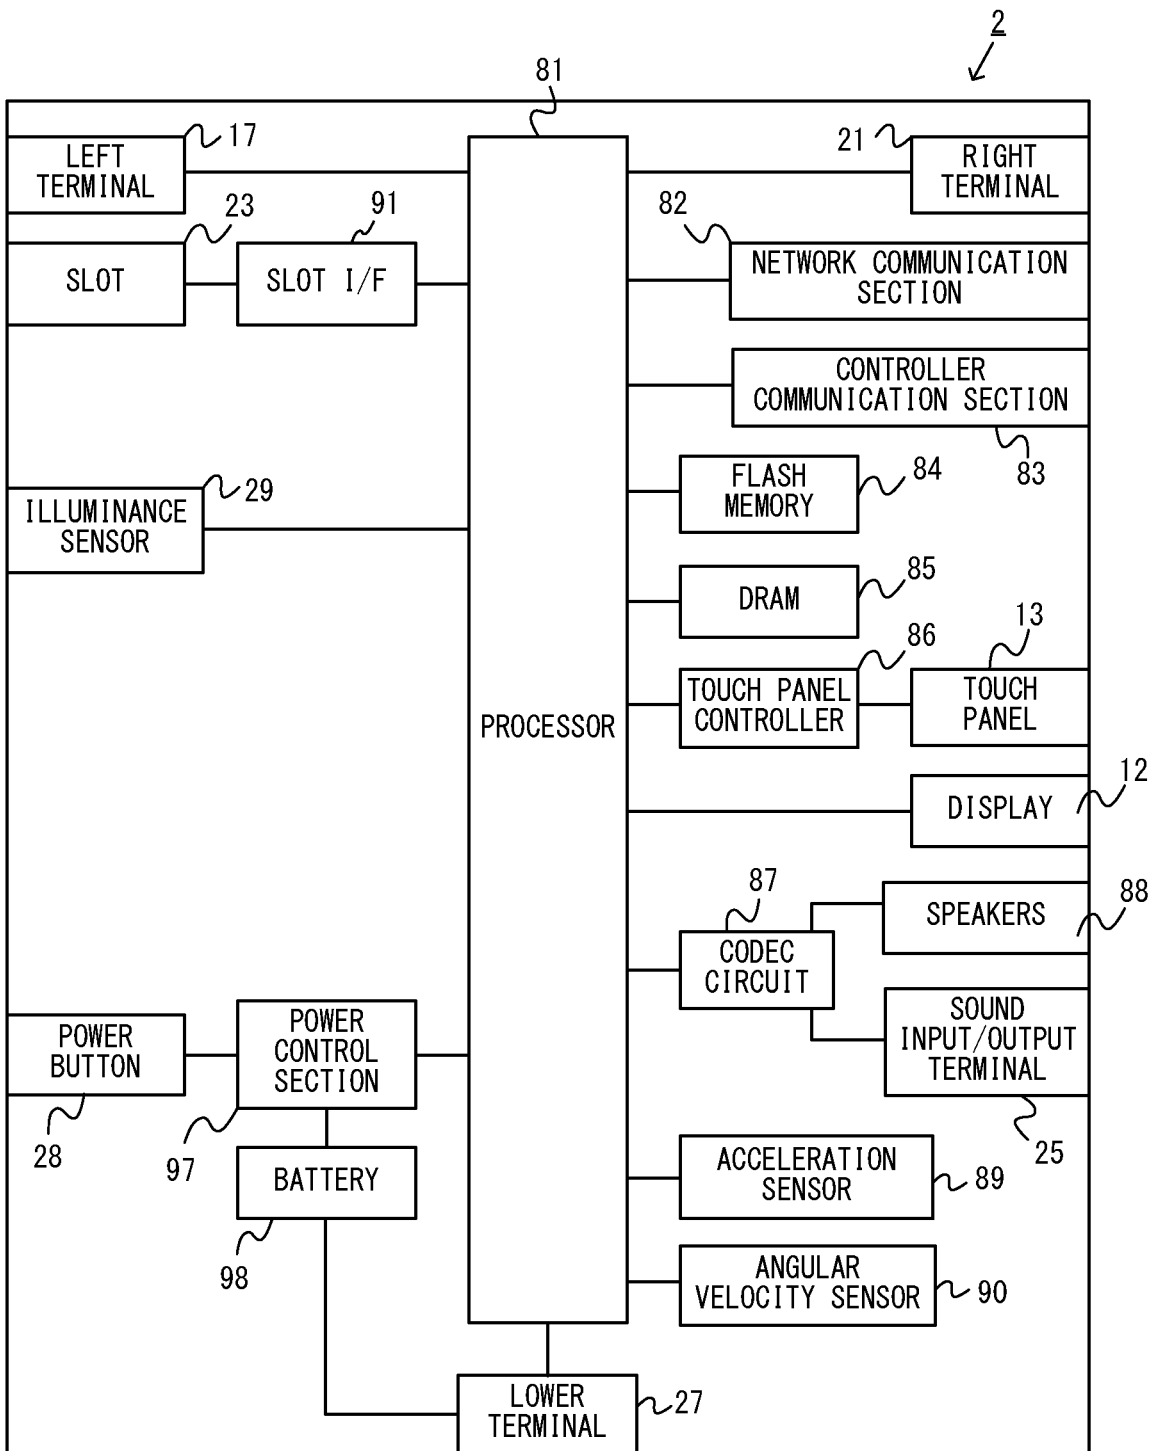 2
81
LEFT
TERMINAL
17
21
RIGHT
TERMINAL
SLOT
23
SLOT I/F
91
82
NETWORK COMMUNICATION
SECTION
CONTROLLER
COMMUNICATION SECTION
83
FLASH
MEMORY
84
ILLUMINANCE
SENSOR
29
DRAM
85
TOUCH PANEL
CONTROLLER
86
TOUCH
PANEL
13
PROCESSOR
DISPLAY
12
CODEC
CIRCUIT
87
SPEAKERS
88
SOUND
INPUT/OUTPUT
TERMINAL
25
POWER
BUTTON
28
POWER
CONTROL
SECTION
97
BATTERY
98
ACCELERATION
SENSOR
89
ANGULAR
VELOCITY SENSOR
90
LOWER
TERMINAL
27